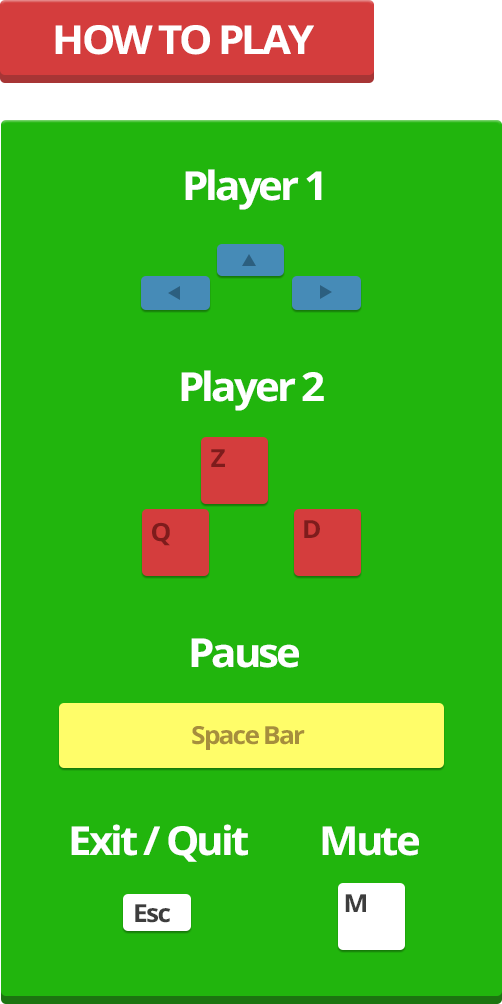 HOW TO PLAY
Player 1
Player 2
Z
Q D
Pause
Space Bar
Exit / Quit Mute
Esc M